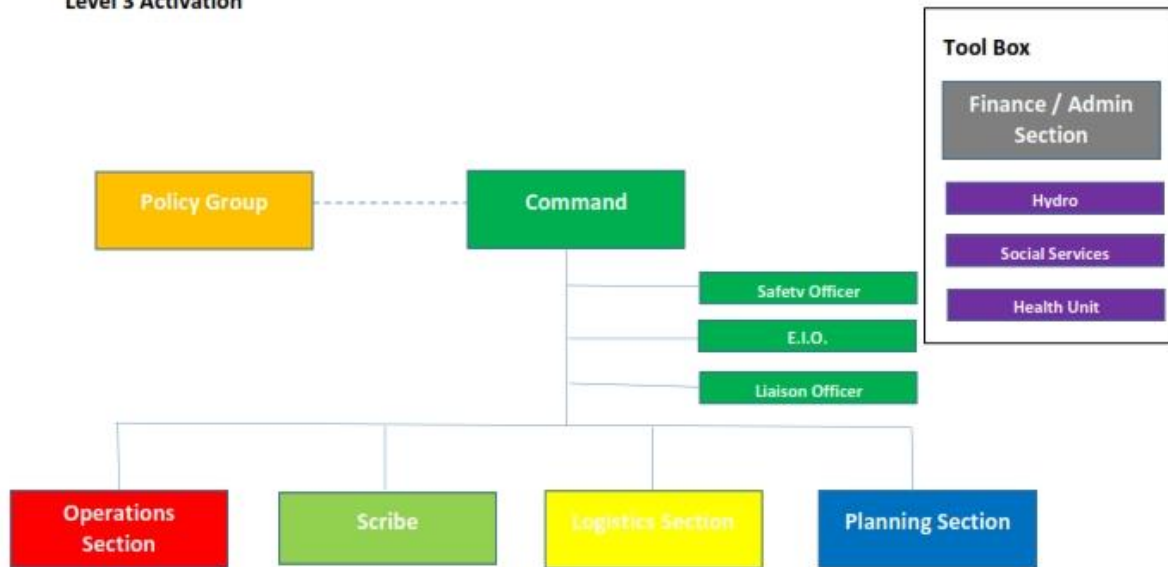 Level 3 Activation
Tool Box
Finance / Admin
Section
Policy Group
Command
Hydro
Social Services
Safety Officer
Health Unit
E.I.O.
Liaison Officer
Operations
Section
Scribe
Logistics Section
Planning Section